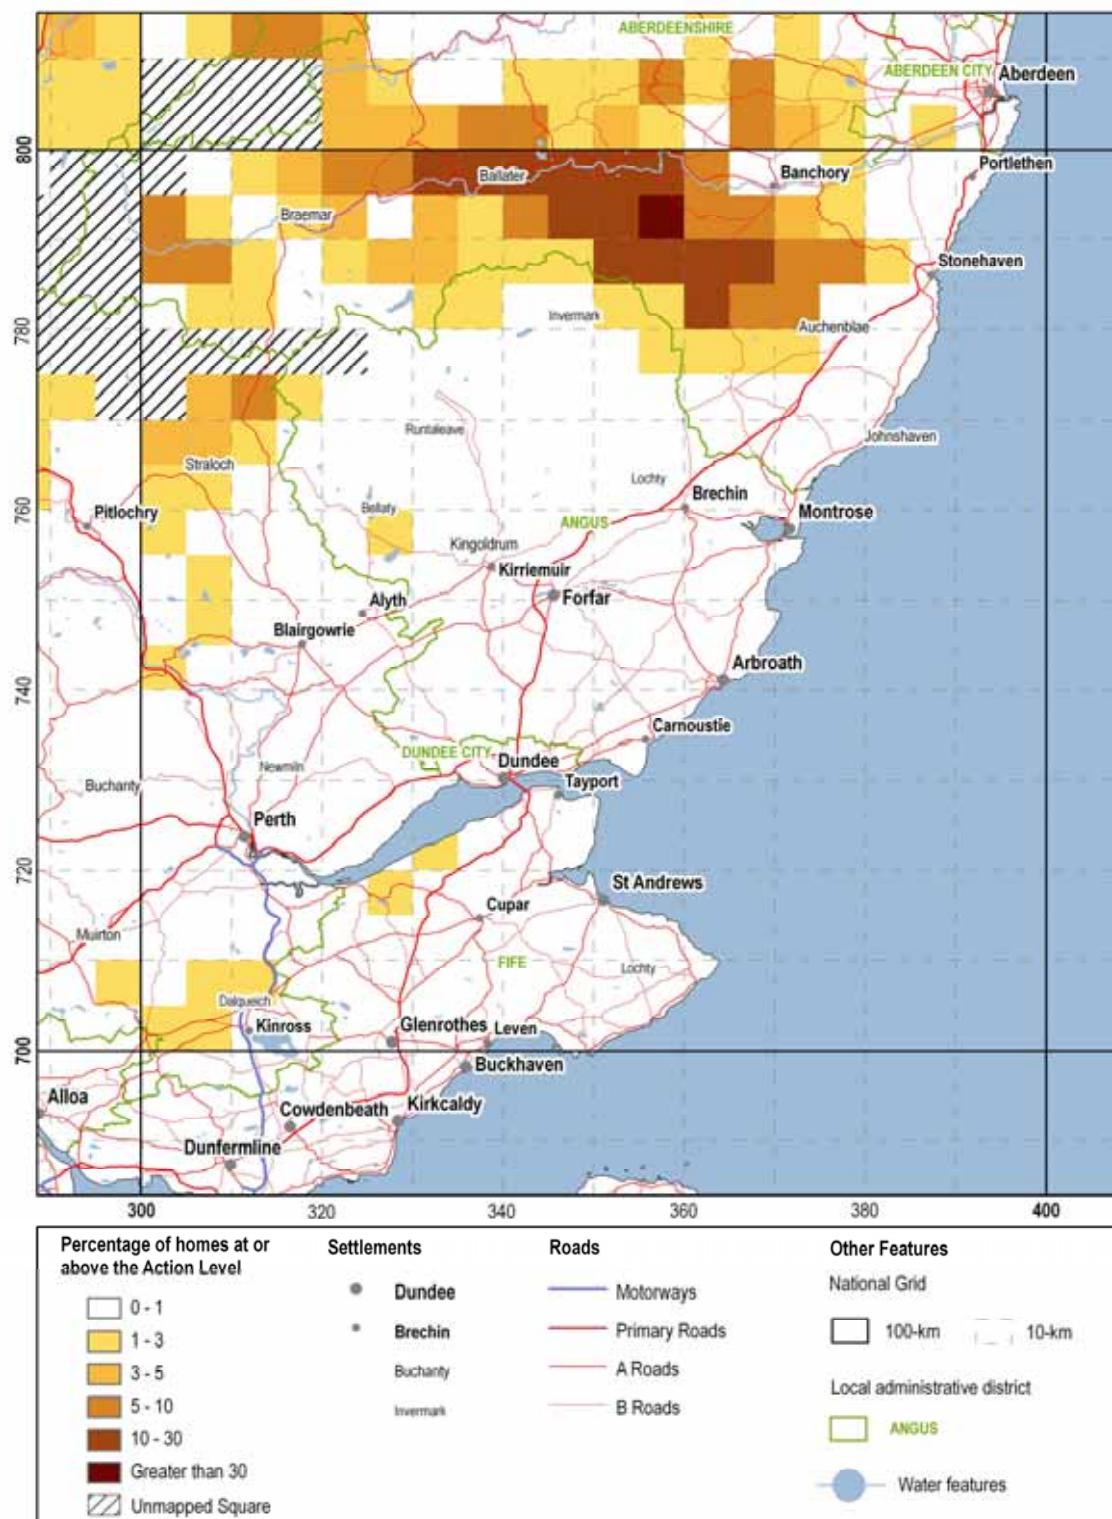 ABERDEENSHIRE
ABERDEEN CITY
Aberdeen
800
Portlethen
Banchory
Ballater
Braemar
Stonehaven
Invermark
Auchenblae
780
Runtaleave
Johnshaven
Straloch
Lochty
Brechin
760
Pitlochry
Bellaty
ANGUS
Montrose
Kingoldrum
Kirriemuir
Forfar
Alyth
Blairgowrie
Arbroath
740
Carnoustie
DUNDEE CITY
Dundee
Newmiln
Buchanty
Tayport
Perth
720
St Andrews
Cupar
Muirton
FIFE
Lochty
Dalqueich
Kinross
Glenrothes
Leven
700
Buckhaven
Alloa
Cowdenbeath
Kirkcaldy
Dunfermline
300 320 340 360 380 400
Percentage of homes at or
above the Action Level
0 - 1
1 - 3
3 - 5
5 - 10
10 - 30
Greater than 30
Unmapped Square
Settlements
Dundee
Brechin
Buchanty
Invermark
Roads
Motorways
Primary Roads
A Roads
B Roads
Other Features
National Grid
100-km 10-km
Local administrative district
ANGUS
Water features